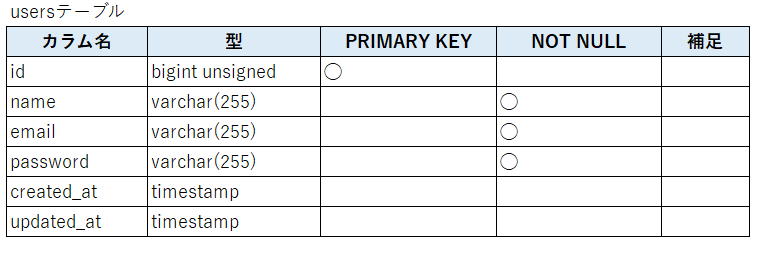 usersテーブル
カラム名 型 PRIMARY KEY NOT NULL 補足
id bigint unsigned ○
name varchar(255) ○
email varchar(255) ○
password varchar(255) ○
created_at timestamp
updated_at timestamp